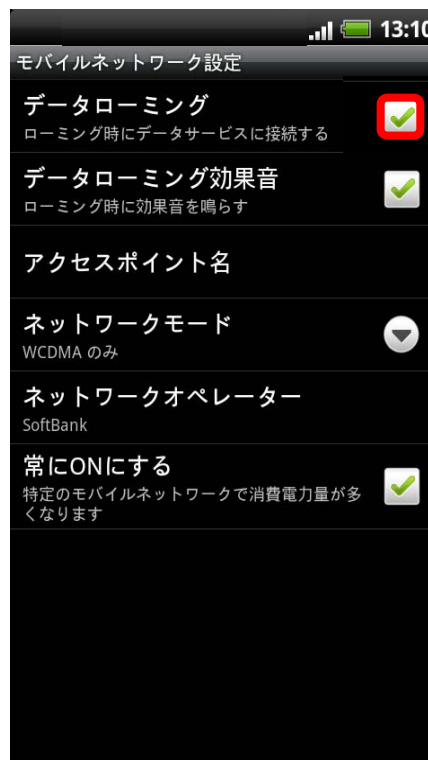 13:10
モバイルネットワーク設定
データローミング
ローミング時にデータサービスに接続する
データローミング効果音
ローミング時に効果音を鳴らす
アクセスポイント名
ネットワークモード
WCDMA のみ
ネットワークオペレーター
SoftBank
常にONにする
特定のモバイルネットワークで消費電力量が多
くなります